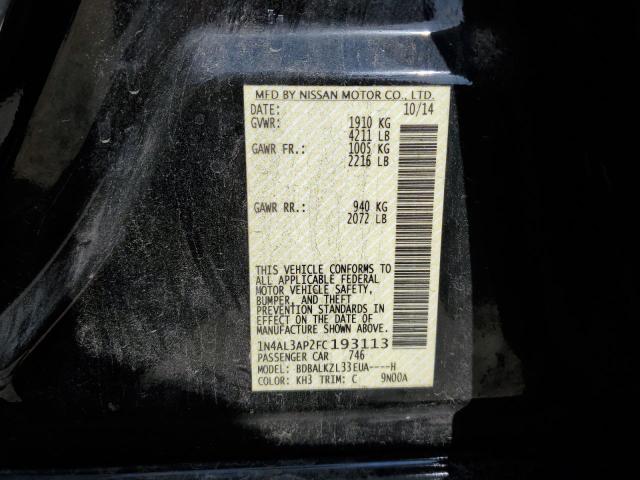 MFD BY NISSAN MOTOR CO., LTD.
DATE: 10/14
GVWR: 1910 KG
4211 LB
GAWR FR.: 1005 KG
2216 LB
GAWR RR.: 940 KG
2072 LB
THIS VEHICLE CONFORMS TO
ALL APPLICABLE FEDERAL
MOTOR VEHICLE SAFETY,
BUMPER, AND THEFT
PREVENTION STANDARDS IN
EFFECT ON THE DATE OF
MANUFACTURE SHOWN ABOVE.
1N4AL3AP2FC193113
PASSENGER CAR 746
MODEL: BDBALKZL33EUA----H
COLOR: KH3 TRIM: C 9N00A